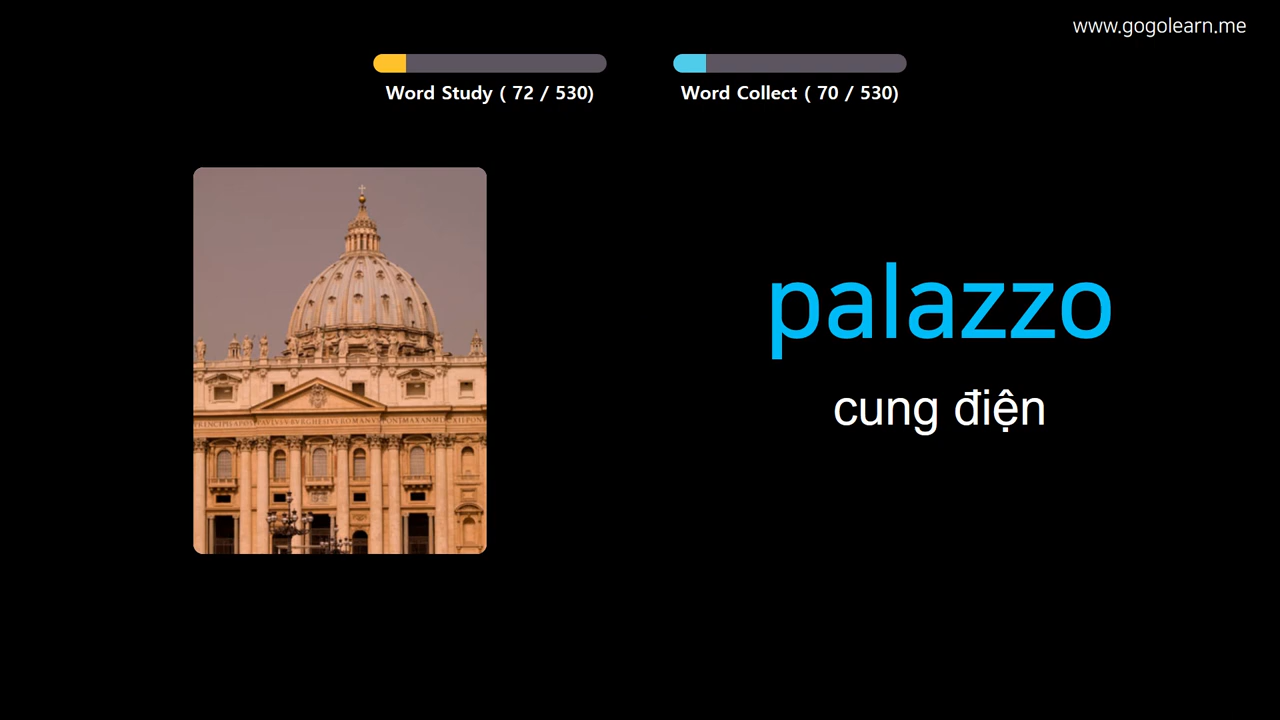 www.gogolearn.me
Word Study ( 72 / 530)
Word Collect ( 70 / 530)
palazzo
cung điện